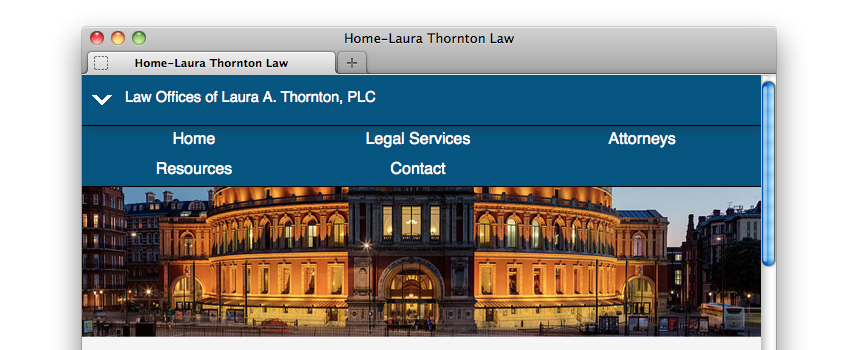 Home–Laura Thornton Law
Home–Laura Thornton Law
Law Offices of Laura A. Thornton, PLC
Home Legal Services Attorneys
Resources Contact